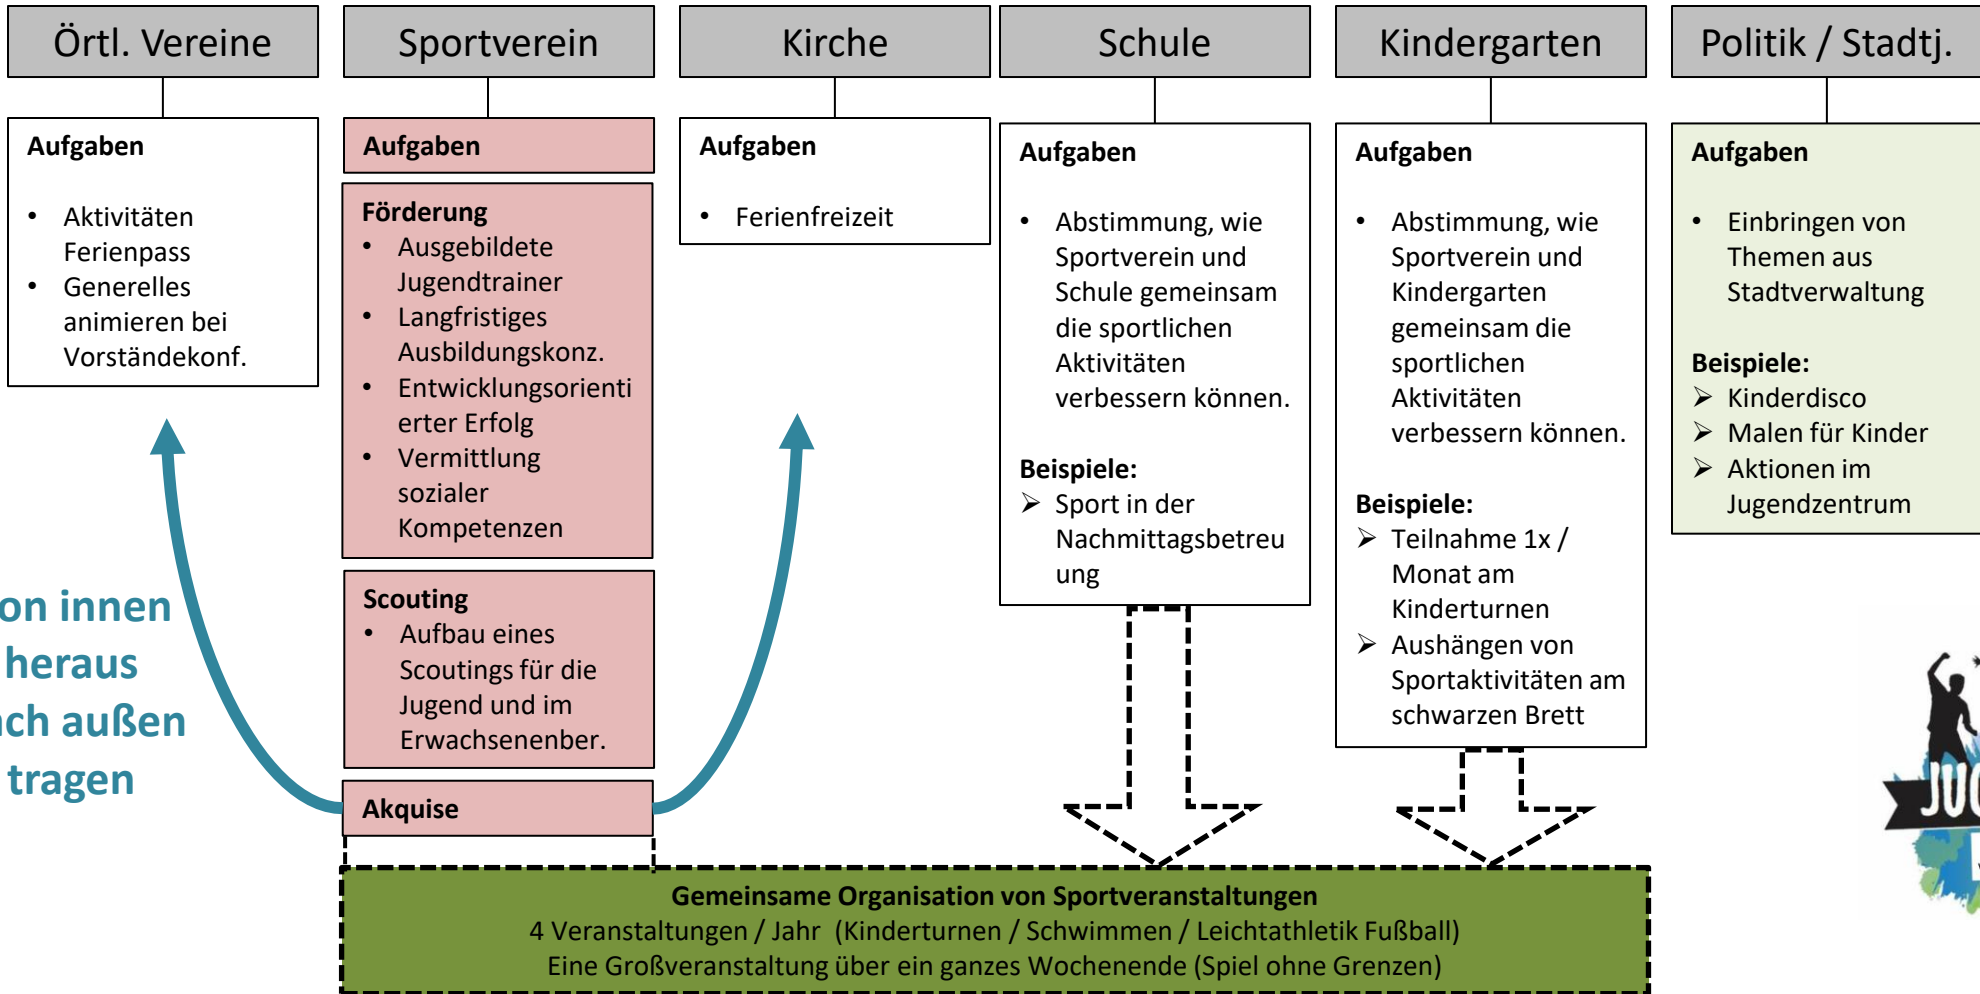 Örtl. Vereine
Aufgaben
• Aktivitäten
Ferienpass
• Generelles
animieren bei
Vorständekonf.
Sportverein
Aufgaben
Förderung
• Ausgebildete
Jugendtrainer
• Langfristiges
Ausbildungskonz.
• Entwicklungsorienti
erter Erfolg
• Vermittlung
sozialer
Kompetenzen
Scouting
• Aufbau eines
Scoutings für die
Jugend und im
Erwachsenenber.
Akquise
Kirche
Aufgaben
• Ferienfreizeit
Schule
Aufgaben
• Abstimmung, wie
Sportverein und
Schule gemeinsam
die sportlichen
Aktivitäten
verbessern können.
Beispiele:
➢ Sport in der
Nachmittagsbetreu
ung
Kindergarten
Aufgaben
• Abstimmung, wie
Sportverein und
Kindergarten
gemeinsam die
sportlichen
Aktivitäten
verbessern können.
Beispiele:
➢ Teilnahme 1x /
Monat am
Kinderturnen
➢ Aushängen von
Sportaktivitäten am
schwarzen Brett
Politik / Stadtj.
Aufgaben
• Einbringen von
Themen aus
Stadtverwaltung
Beispiele:
➢ Kinderdisco
➢ Malen für Kinder
➢ Aktionen im
Jugendzentrum
on innen
heraus
ch außen
tragen
Gemeinsame Organisation von Sportveranstaltungen
4 Veranstaltungen / Jahr (Kinderturnen / Schwimmen / Leichtathletik Fußball)
Eine Großveranstaltung über ein ganzes Wochenende (Spiel ohne Grenzen)